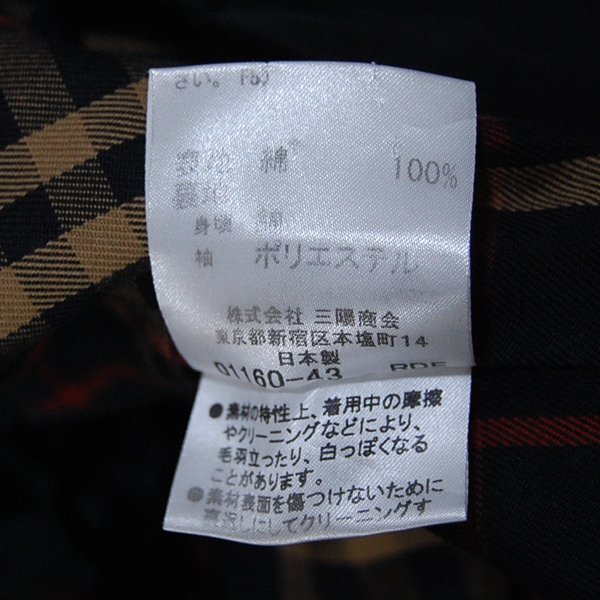 さい。 (5)
表地 綿 100%
裏地
身頃 綿
袖 ポリエステル
株式会社 三陽商会
東京都新宿区本塩町14
日本製
01160-43
●素材の特性上、着用中の摩擦
やクリーニングなどにより、
毛羽立ったり、白っぽくなる
ことがあります。
●素材表面を傷つけないために
裏返しにしてクリーニングす